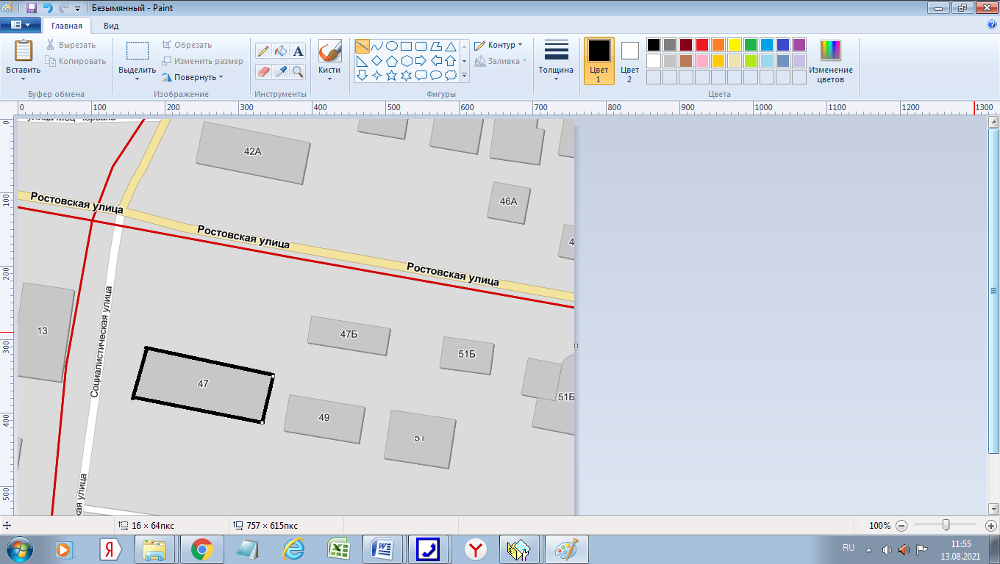 Безымянный - Paint
Главная
Вид
Вставить
Вырезать
Копировать
Буфер обмена
Выделить
Обрезать
Изменить размер
Повернуть
Изображение
A
Инструменты
Кисти
Фигуры
Контур
Заливка
Толщина
Цвет
1
Цвет
2
Изменение
цветов
Цвета
0 100 200 300 400 500 600 700 800 900 1000 1100 1200 1300
0
100
200
300
400
500
42А
46А
Ростовская улица
Ростовская улица
Ростовская улица
4
13
Социалистическая улица
47Б
51Б
47
49
51
51Б
кая улица
16 × 64пкс
757 × 615пкс
100%
Я
Y
RU
11:55
13.08.2021